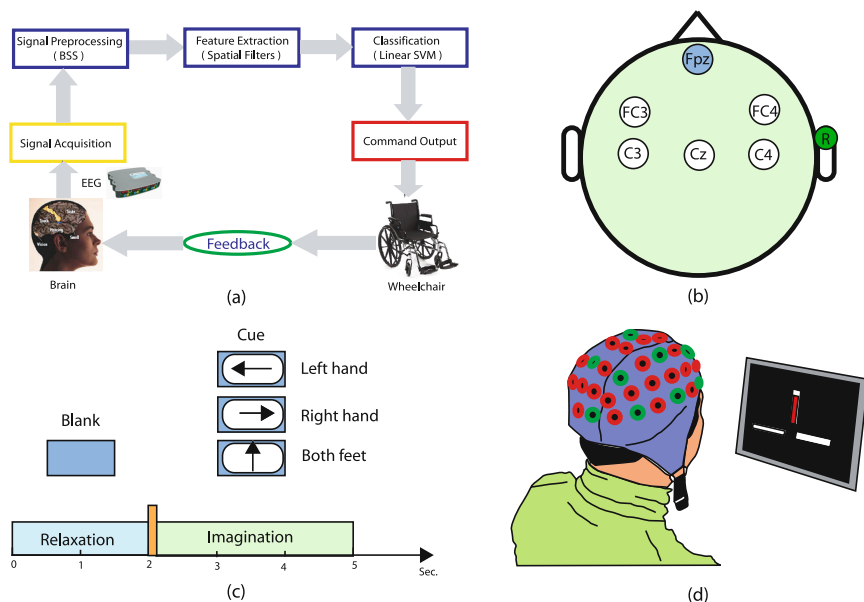 Signal Preprocessing
( BSS )
Feature Extraction
(Spatial Filters)
Classification
(Linear SVM)
Signal Acquisition
Command Output
EEG
Feedback
Brain
Wheelchair
(a)
Fpz
FC3
FC4
R
C3
Cz
C4
(b)
Cue
Left hand
Blank
Right hand
Both feet
Relaxation
Imagination
0
1
2
3
4
5
Sec.
(c)
(d)